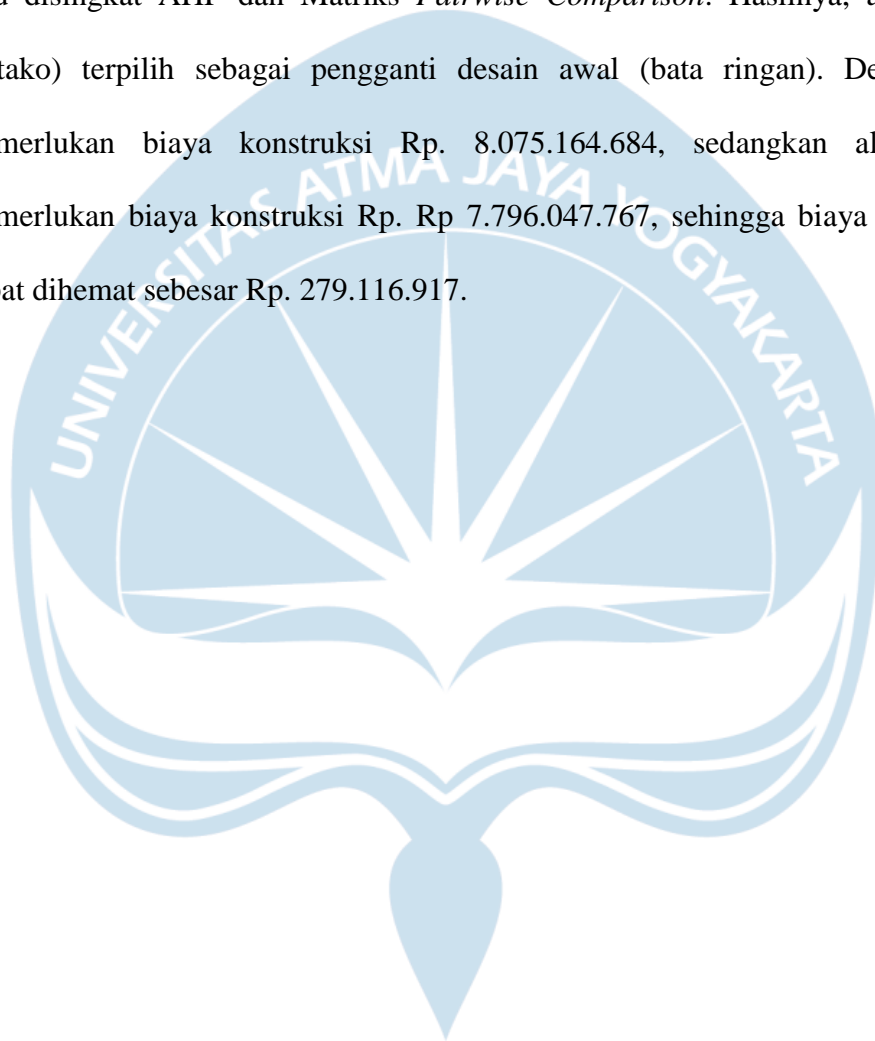 disingkat AHP dan Matriks Pairwise Comparison. Hasilnya,
tako) terpilih sebagai pengganti desain awal (bata ringan). De
merlukan biaya konstruksi Rp. 8.075.164.684, sedangkan al
merlukan biaya konstruksi Rp. Rp 7.796.047.767, sehingga biaya
pat dihemat sebesar Rp. 279.116.917.
UNIVERSITAS ATMA JAYA YOGYAKARTA